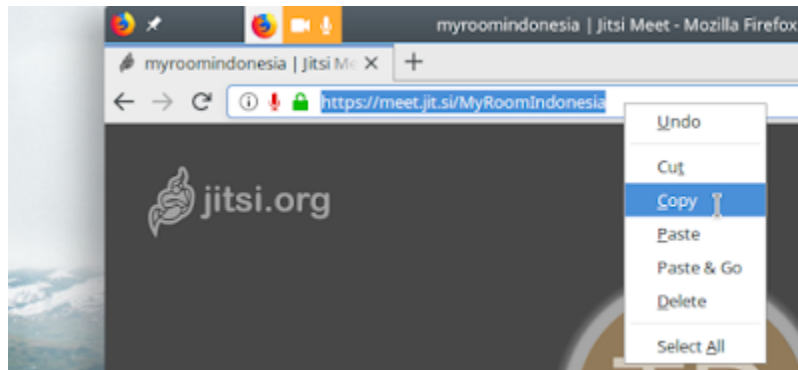 myroomindonesia | Jitsi Meet - Mozilla Firefox
myroomindonesia | Jitsi Me
https://meet.jit.si/MyRoomIndonesia
jitsi.org
Undo
Cut
Copy
Paste
Paste & Go
Delete
Select All